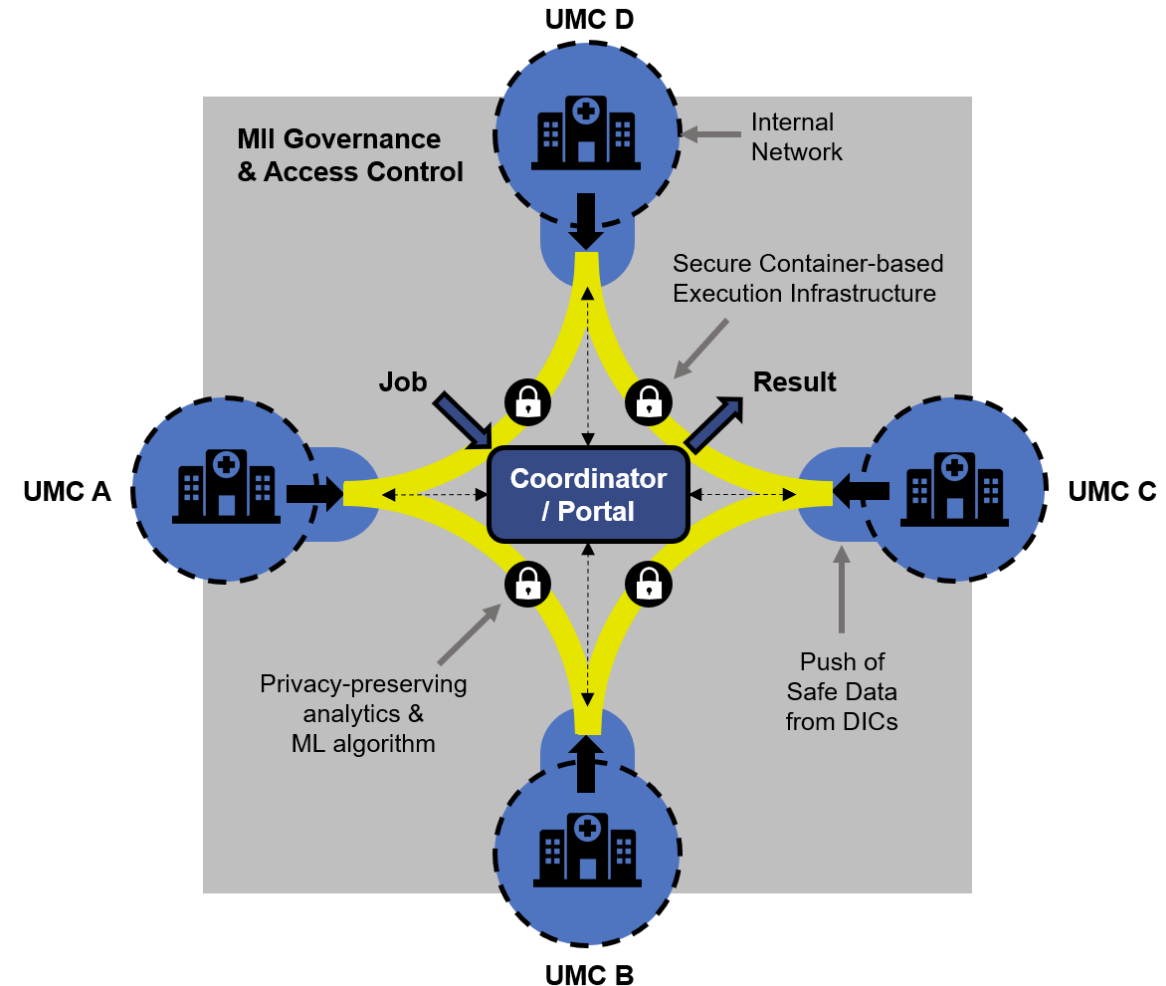 UMC D
MII Governance
& Access Control
Internal
Network
Secure Container-based
Execution Infrastructure
Job
Result
UMC A
Coordinator
/ Portal
UMC C
Privacy-preserving
analytics &
ML algorithm
Push of
Safe Data
from DICs
UMC B